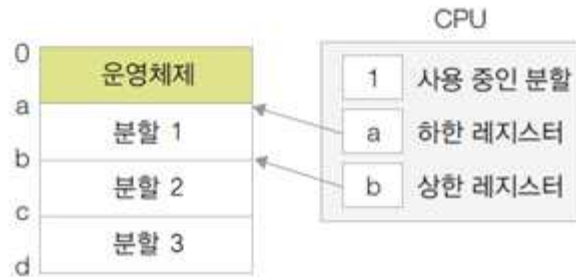 CPU
0
운영체제
1 사용 중인 분할
a
분할 1
a 하한 레지스터
b
분할 2
b 상한 레지스터
c
분할 3
d